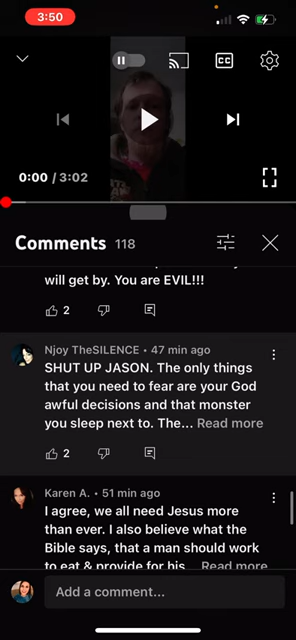 3:50
CC
0:00 / 3:02
Comments 118
will get by. You are EVIL!!!
2
Njoy TheSILENCE • 47 min ago
SHUT UP JASON. The only things
that you need to fear are your God
awful decisions and that monster
you sleep next to. The... Read more
2
Karen A. • 51 min ago
I agree, we all need Jesus more
than ever. I also believe what the
Bible says, that a man should work
to eat & provide for his... Read more
Add a comment...